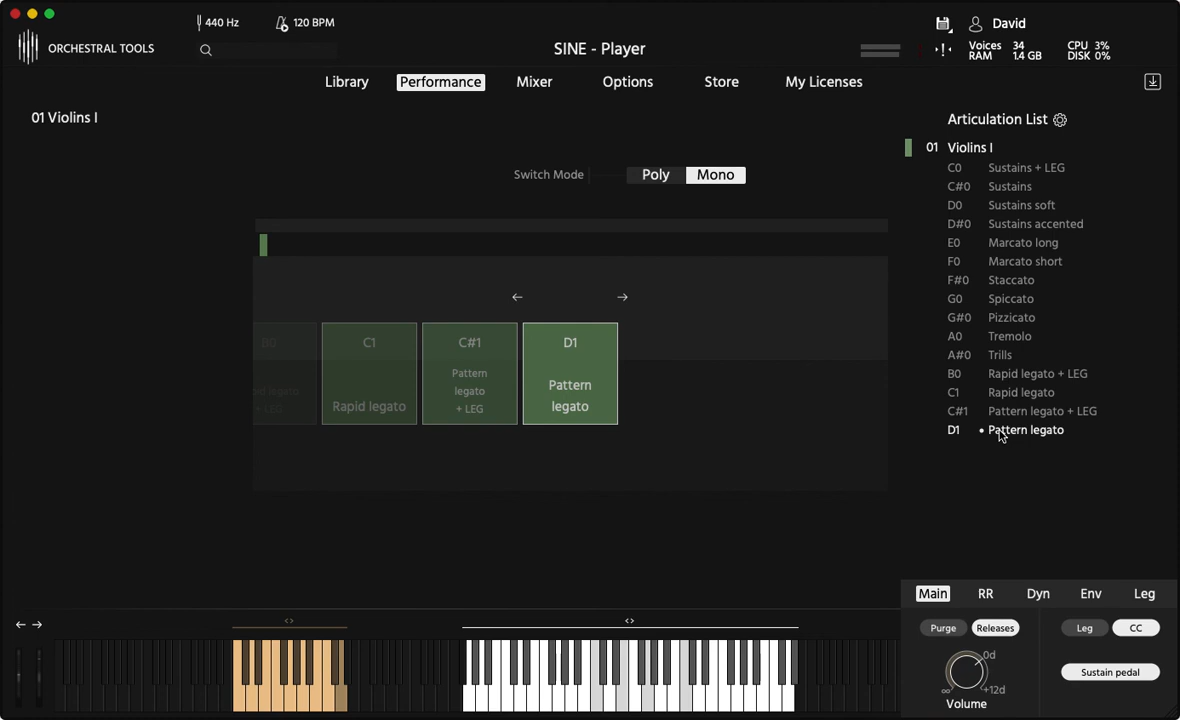 440 Hz
120 BPM
David
ORCHESTRAL TOOLS
SINE - Player
Voices 34
RAM 1.4 GB
CPU 3%
DISK 0%
Library
Performance
Mixer
Options
Store
My Licenses
01 Violins I
Switch Mode
Poly
Mono
C1
Rapid legato
C#1
Pattern
legato
+ LEG
D1
Pattern
legato
Articulation List
01 Violins I
C0 Sustains + LEG
C#0 Sustains
D0 Sustains soft
D#0 Sustains accented
E0 Marcato long
F0 Marcato short
F#0 Staccato
G0 Spiccato
G#0 Pizzicato
A0 Tremolo
A#0 Trills
B0 Rapid legato + LEG
C1 Rapid legato
C#1 Pattern legato + LEG
D1 • Pattern legato
Main
RR
Dyn
Env
Leg
Purge
Releases
Leg
CC
0d
∞
+12d
Volume
Sustain pedal